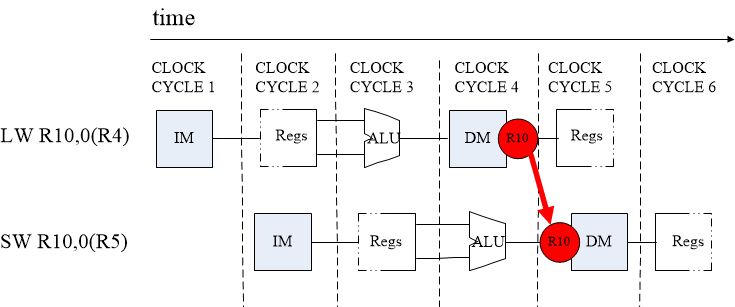 time
CLOCK CYCLE 1
CLOCK CYCLE 2
CLOCK CYCLE 3
CLOCK CYCLE 4
CLOCK CYCLE 5
CLOCK CYCLE 6
LW R10,0(R4)
IM
Regs
ALU
DM
R10
Regs
SW R10,0(R5)
IM
Regs
ALU
R10
DM
Regs